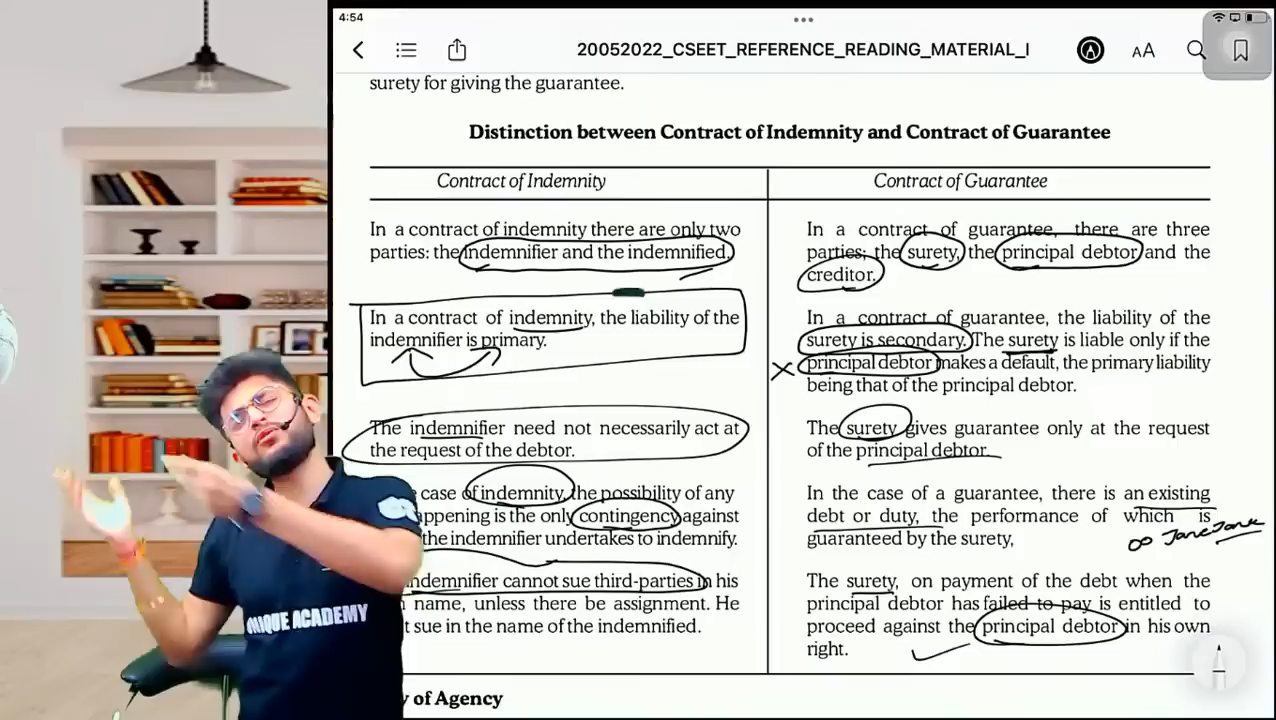 4:54
20052022_CSEET_REFERENCE_READING_MATERIAL_I
AA
surety for giving the guarantee.
Distinction between Contract of Indemnity and Contract of Guarantee
Contract of Indemnity
Contract of Guarantee
In a contract of indemnity there are only two
parties: the indemnifier and the indemnified.
In a contract of guarantee, there are three
parties; the surety, the principal debtor and the
creditor.
In a contract of indemnity, the liability of the
indemnifier is primary.
In a contract of guarantee, the liability of the
surety is secondary. The surety is liable only if the
principal debtor makes a default, the primary liability
being that of the principal debtor.
The indemnifier need not necessarily act at
the request of the debtor.
The surety gives guarantee only at the request
of the principal debtor.
case of indemnity, the possibility of any
happening is the only contingency against
the indemnifier undertakes to indemnify.
In the case of a guarantee, there is an existing
debt or duty, the performance of which is
guaranteed by the surety,
indemnifier cannot sue third-parties in his
name, unless there be assignment. He
sue in the name of the indemnified.
The surety, on payment of the debt when the
principal debtor has failed to pay is entitled to
proceed against the principal debtor in his own
right.
of Agency
ACADEMY